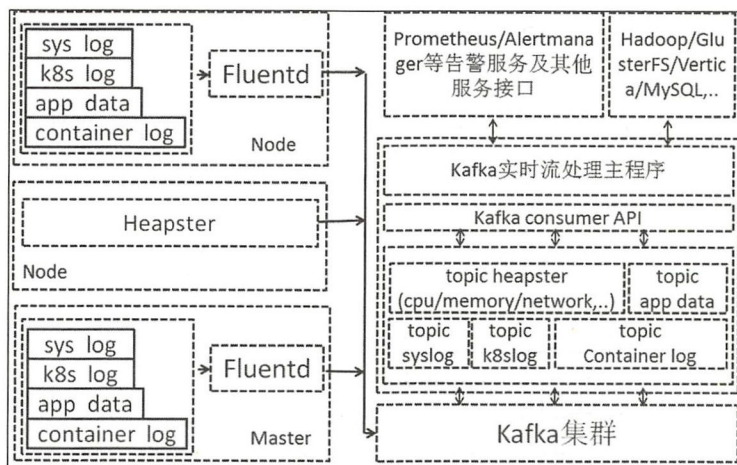 sys log
k8s log
app data
container log
Fluentd
Node
Heapster
Node
sys log
k8s log
app data
container log
Fluentd
Master
Prometheus/Alertmana
ger等告警服务及其他
服务接口
Hadoop/Glu
sterFS/Vertic
a/MySQL,..
Kafka实时流处理主程序
Kafka consumer API
topic heapster
(cpu/memory/network,..)
topic
app data
topic
syslog
topic
k8slog
topic
Container log
Kafka集群